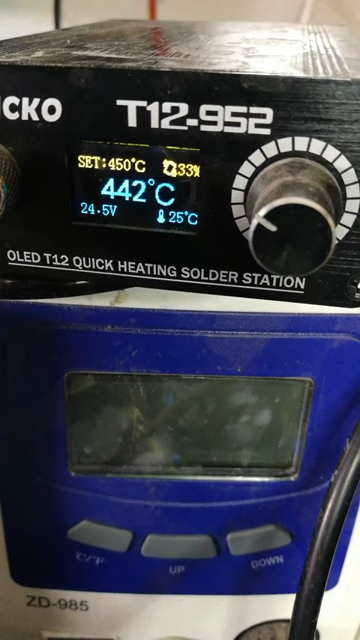 ICKO T12-952
SET:450°C 33%
442°C
24.5V 25°C
OLED T12 QUICK HEATING SOLDER STATION
°C/°F UP DOWN
ZD-985